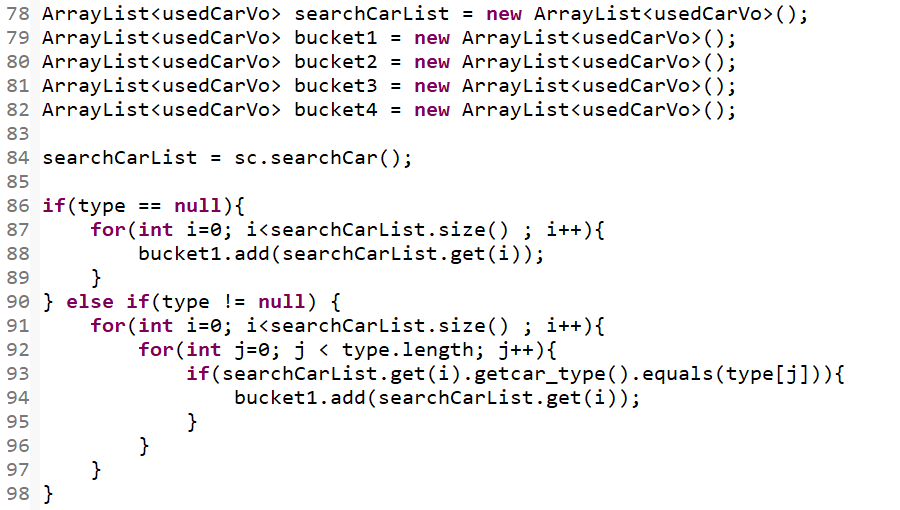 78 ArrayList<usedCarVo> searchCarList = new ArrayList<usedCarVo>();
79 ArrayList<usedCarVo> bucket1 = new ArrayList<usedCarVo>();
80 ArrayList<usedCarVo> bucket2 = new ArrayList<usedCarVo>();
81 ArrayList<usedCarVo> bucket3 = new ArrayList<usedCarVo>();
82 ArrayList<usedCarVo> bucket4 = new ArrayList<usedCarVo>();
83
84 searchCarList = sc.searchCar();
85
86 if(type == null){
87     for(int i=0; i<searchCarList.size() ; i++){
88         bucket1.add(searchCarList.get(i));
89     }
90 } else if(type != null) {
91     for(int i=0; i<searchCarList.size() ; i++){
92         for(int j=0; j < type.length; j++){
93             if(searchCarList.get(i).getcar_type().equals(type[j])){
94                 bucket1.add(searchCarList.get(i));
95             }
96         }
97     }
98 }